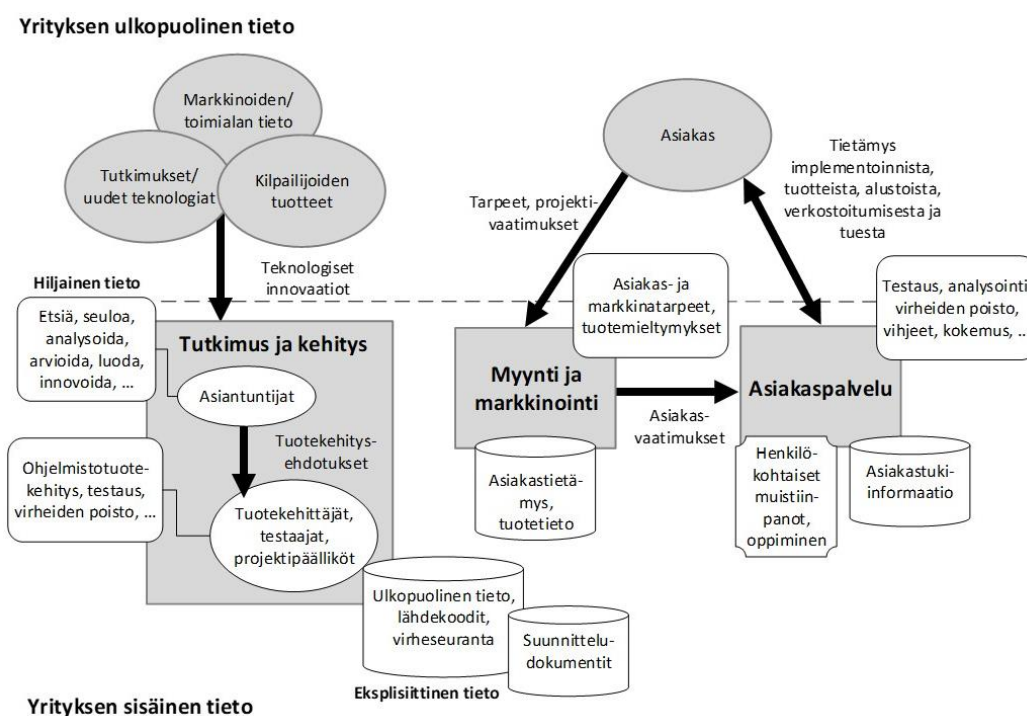 Yrityksen ulkopuolinen tieto
Markkinoiden/
toimialan tieto
Tutkimukset/
uudet teknologiat
Kilpailijoiden
tuotteet
Asiakas
Tarpeet, projekti-
vaatimukset
Tietämys
implementoinnista,
tuotteista, alustoista,
verkostoitumisesta ja
tuesta
Teknologiset
innovaatiot
Hiljainen tieto
Etsiä, seuloa,
analysoida,
arvioida, luoda,
innovoida, ...
Tutkimus ja kehitys
Asiantuntijat
Tuotekehitys-
ehdotukset
Ohjelmistotuote-
kehitys, testaus,
virheiden poisto, ...
Tuotekehittäjät,
testaajat,
projektipäälliköt
Asiakas- ja
markkinatarpeet,
tuotemieltymykset
Myynti ja
markkinointi
Asiakas-
vaatimukset
Asiakastietä-
mys,
tuotetieto
Testaus, analysointi,
virheiden poisto,
vihjeet, kokemus, ...
Asiakaspalvelu
Henkilö-
kohtaiset
muistiin-
panot,
oppiminen
Asiakastuki-
informaatio
Ulkopuolinen tieto,
lähdekoodit,
virheseuranta
Suunnittelu-
dokumentit
Eksplisiittinen tieto
Yrityksen sisäinen tieto